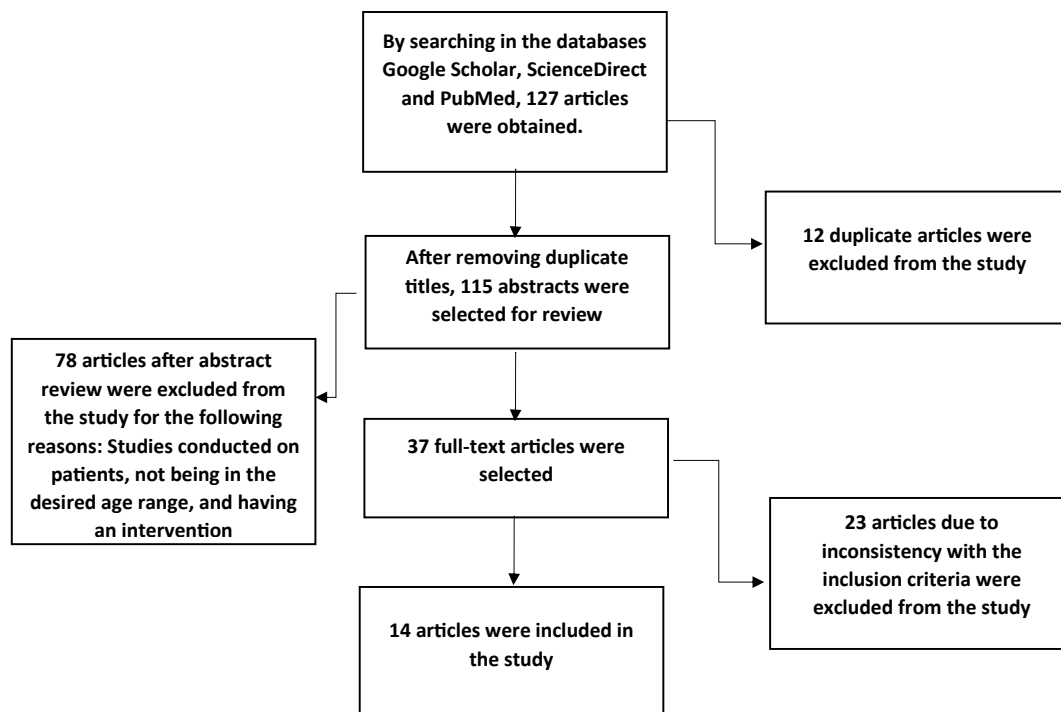 By searching in the databases
Google Scholar, ScienceDirect
and PubMed, 127 articles
were obtained.
12 duplicate articles were
excluded from the study
After removing duplicate
titles, 115 abstracts were
selected for review
78 articles after abstract
review were excluded from
the study for the following
reasons: Studies conducted on
patients, not being in the
desired age range, and having
an intervention
37 full-text articles were
selected
23 articles due to
inconsistency with the
inclusion criteria were
excluded from the study
14 articles were included in
the study